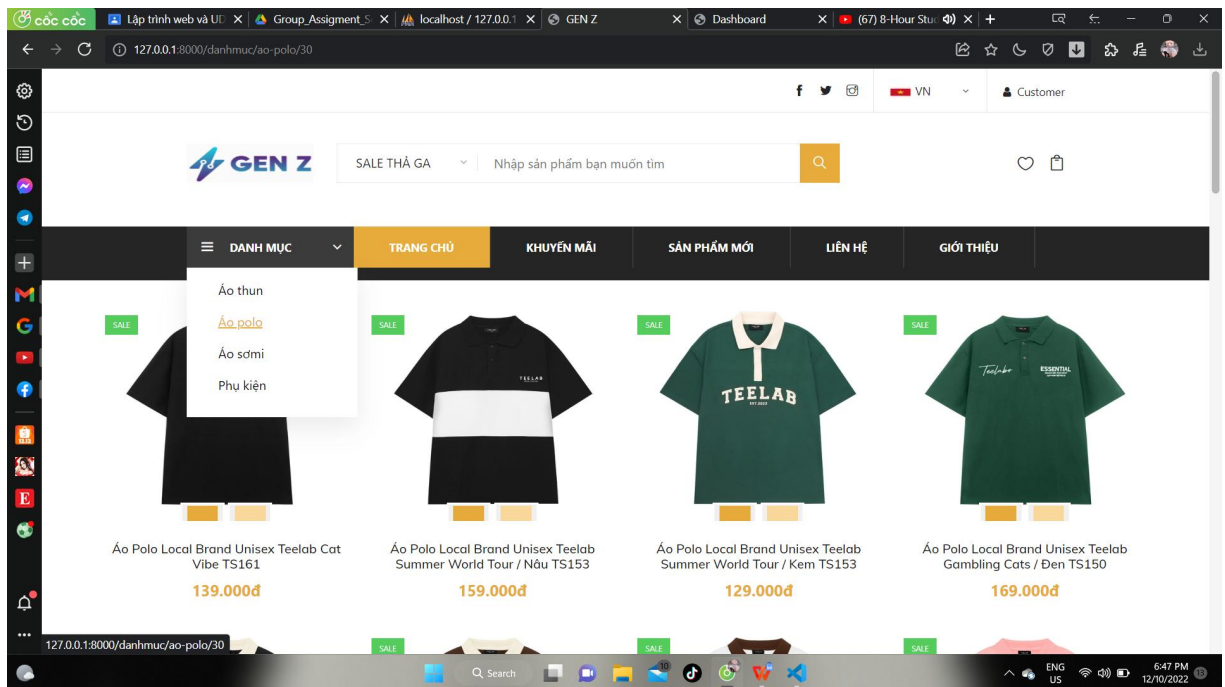 cốc cốc
Lập trình web và UD
Group_Assigment_S
localhost / 127.0.0.1
GEN Z
Dashboard
(67) 8-Hour Stud
127.0.0.1:8000/danhmuc/ao-polo/30
VN
Customer
GEN Z
SALE THẢ GA
Nhập sản phẩm bạn muốn tìm
DANH MỤC
TRANG CHỦ
KHUYẾN MÃI
SẢN PHẨM MỚI
LIÊN HỆ
GIỚI THIỆU
Áo thun
Áo polo
Áo sơmi
Phụ kiện
SALE
SALE
SALE
SALE
TEELAB
TEELAB
Teelabo
ESSENTIAL
Áo Polo Local Brand Unisex Teelab Cat
Vibe TS161
139.000đ
Áo Polo Local Brand Unisex Teelab
Summer World Tour / Nâu TS153
159.000đ
Áo Polo Local Brand Unisex Teelab
Summer World Tour / Kem TS153
129.000đ
Áo Polo Local Brand Unisex Teelab
Gambling Cats / Đen TS150
169.000đ
SALE
SALE
SALE
127.0.0.1:8000/danhmuc/ao-polo/30
Search
10
ENG
US
6:47 PM
12/10/2022